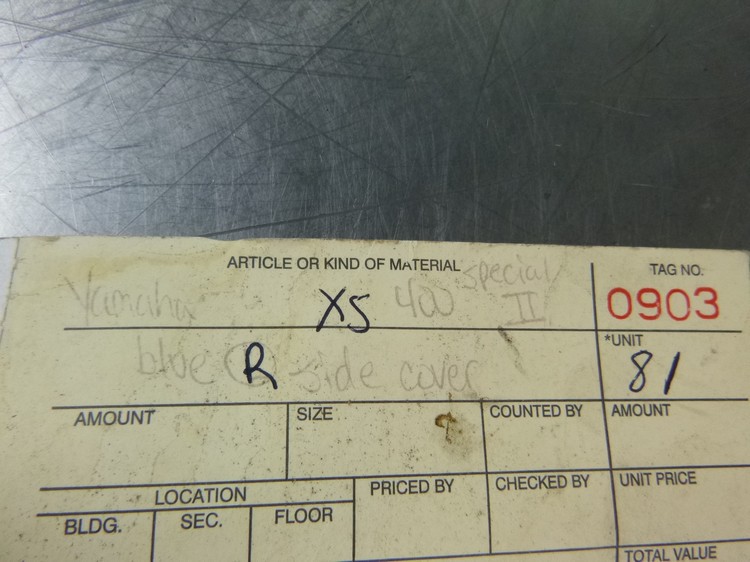 ARTICLE OR KIND OF MATERIAL
TAG NO.
Yamaha XS 400 special II
0903
*UNIT
blue R side cover
81
AMOUNT
SIZE
COUNTED BY
AMOUNT
LOCATION
PRICED BY
CHECKED BY
UNIT PRICE
BLDG.
SEC.
FLOOR
TOTAL VALUE